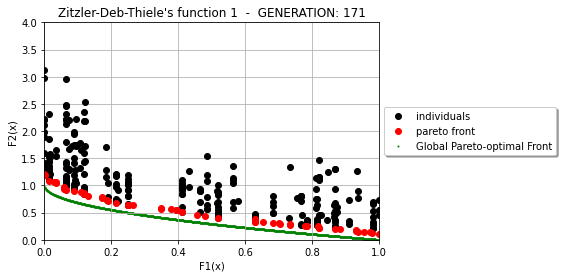 Zitzler-Deb-Thiele's function 1 - GENERATION: 171
4.0
3.5
3.0
2.5
2.0
1.5
1.0
0.5
0.0
F2(x)
0.0 0.2 0.4 0.6 0.8 1.0
F1(x)
individuals
pareto front
Global Pareto-optimal Front